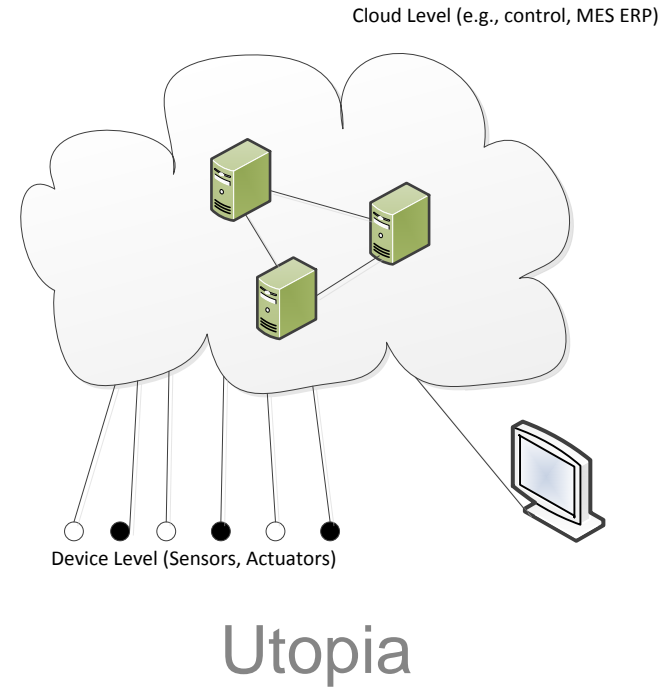 Cloud Level (e.g., control, MES ERP)
Device Level (Sensors, Actuators)
Utopia